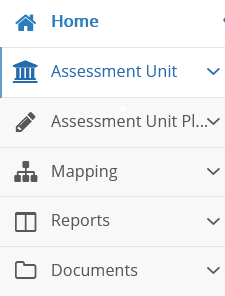 Home
Assessment Unit
Assessment Unit Pl...
Mapping
Reports
Documents